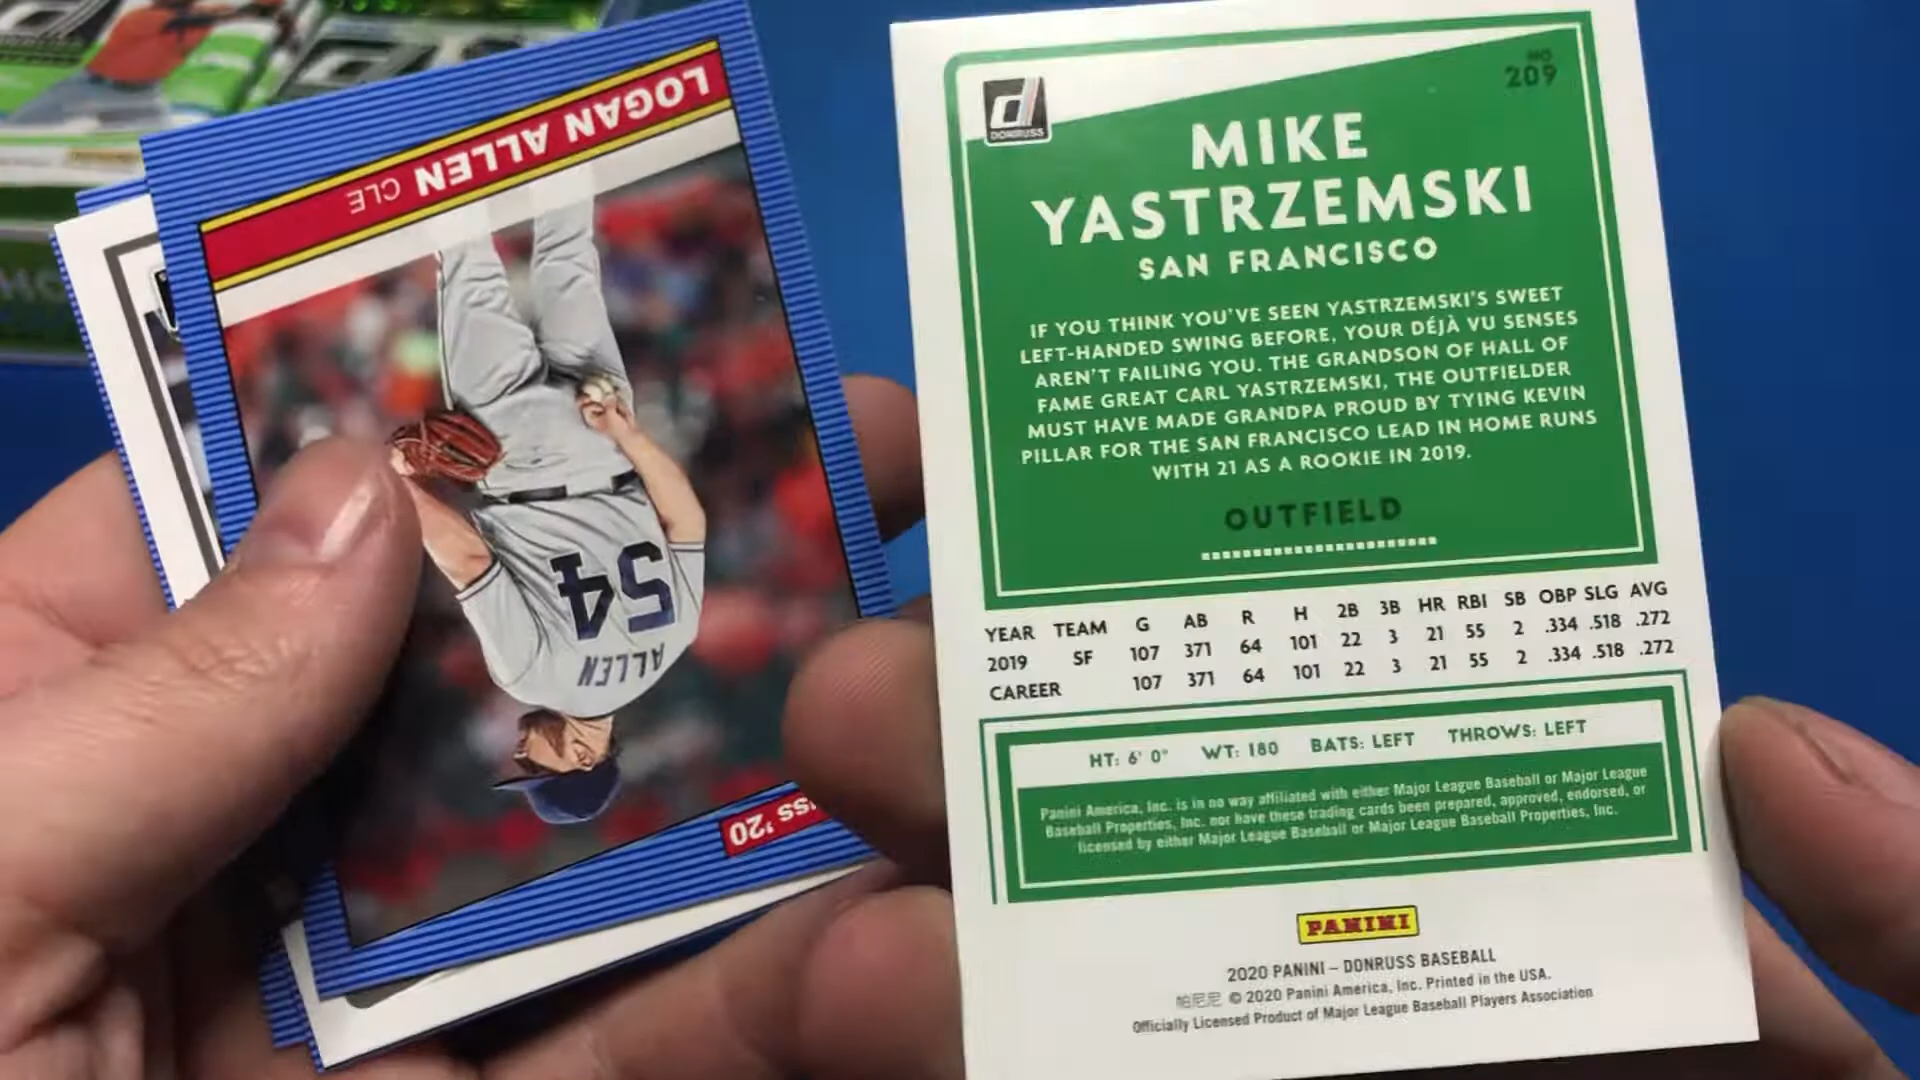 LOGAN ALLEN CLE
54
ALLEN
'20
NO
209
DONRUSS
MIKE
YASTRZEMSKI
SAN FRANCISCO
IF YOU THINK YOU'VE SEEN YASTRZEMSKI'S SWEET
LEFT-HANDED SWING BEFORE, YOUR DÉJÀ VU SENSES
AREN'T FAILING YOU. THE GRANDSON OF HALL OF
FAME GREAT CARL YASTRZEMSKI, THE OUTFIELDER
MUST HAVE MADE GRANDPA PROUD BY TYING KEVIN
PILLAR FOR THE SAN FRANCISCO LEAD IN HOME RUNS
WITH 21 AS A ROOKIE IN 2019.
OUTFIELD
YEAR TEAM G AB R H 2B 3B HR RBI SB OBP SLG AVG
2019 SF 107 371 64 101 22 3 21 55 2 .334 .518 .272
CAREER 107 371 64 101 22 3 21 55 2 .334 .518 .272
HT: 6' 0" WT: 180 BATS: LEFT THROWS: LEFT
Panini America, Inc. is in no way affiliated with either Major League Baseball or Major League
Baseball Properties, Inc. nor have these trading cards been prepared, approved, endorsed, or
licensed by either Major League Baseball or Major League Baseball Properties, Inc.
PANINI
2020 PANINI – DONRUSS BASEBALL
帕尼尼 © 2020 Panini America, Inc. Printed in the USA.
Officially Licensed Product of Major League Baseball Players Association